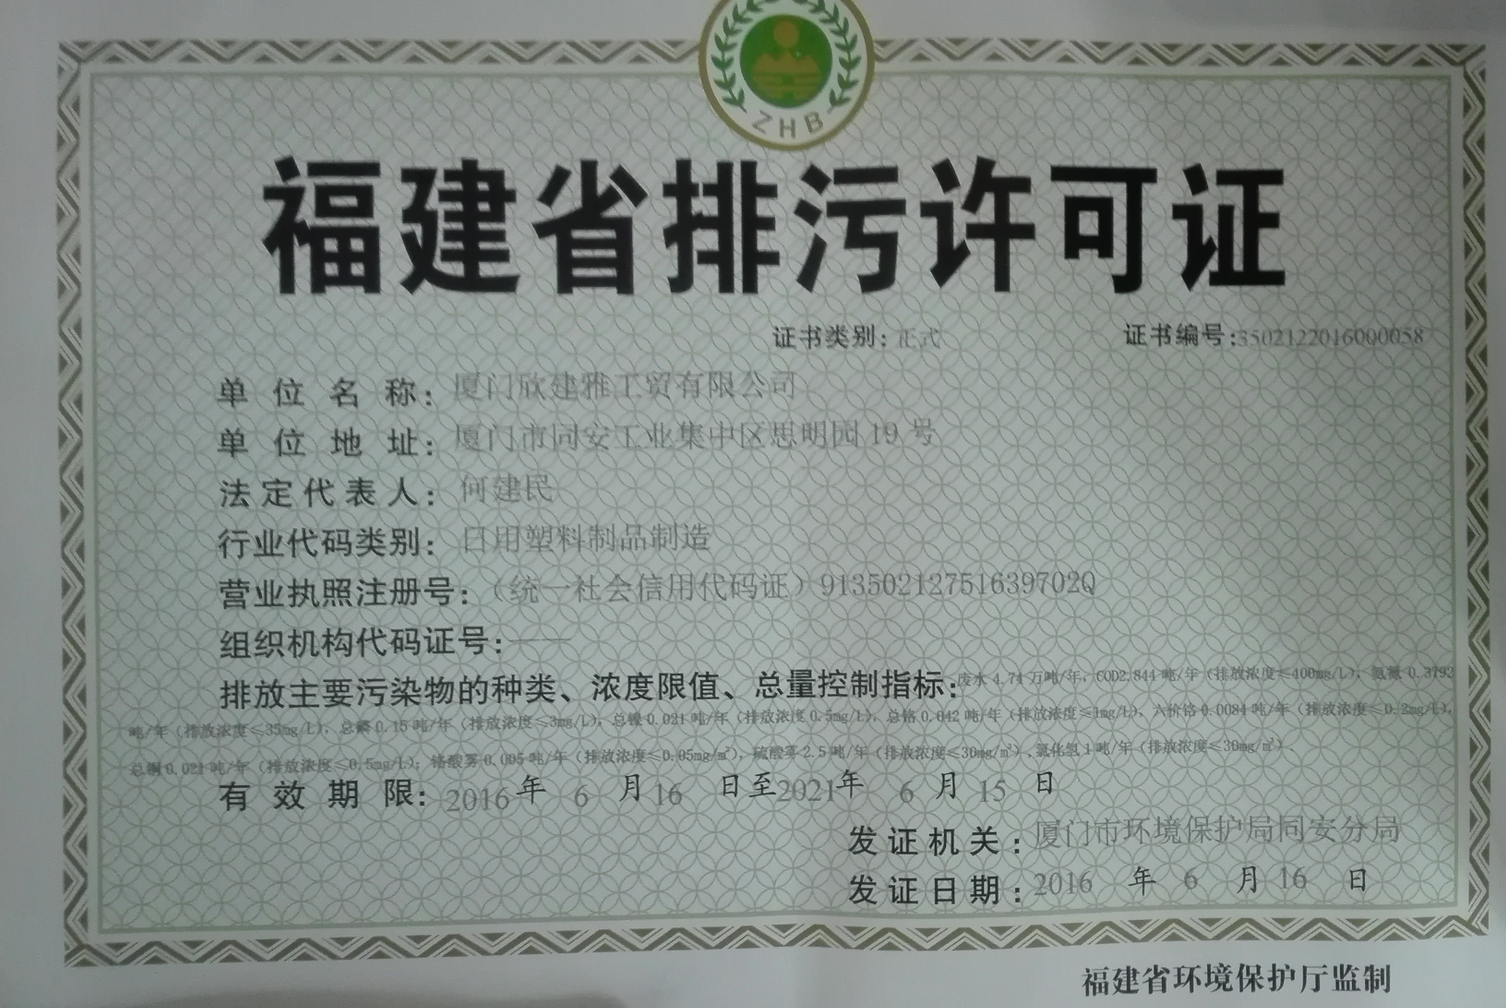 ZHB
福建省排污许可证
证书类别：正式 证书编号：3502122016000058
单位名称：厦门欣建雅工贸有限公司
单位地址：厦门市同安工业集中区思明园19号
法定代表人：何建民
行业代码类别：日用塑料制品制造
营业执照注册号：（统一社会信用代码证）91350212751639702Q
组织机构代码证号：——
排放主要污染物的种类、浓度限值、总量控制指标：废水4.74万吨/年，COD2.844吨/年（排放浓度≤400mg/L），氨氮0.3793
吨/年（排放浓度≤35mg/L），总磷0.15吨/年（排放浓度≤3mg/L），总镍0.021吨/年（排放浓度0.5mg/L），总铬0.042吨/年（排放浓度≤1mg/L）、六价铬0.0084吨/年（排放浓度≤0.2mg/L），
总铜0.021吨/年（排放浓度≤0.5mg/L）；铬酸雾0.005吨/年（排放浓度≤0.05mg/㎥），硫酸雾2.5吨/年（排放浓度≤30mg/㎥）,氯化氢1吨/年（排放浓度≤30mg/㎥）
有效期限：2016年6月16日至2021年6月15日
发证机关：厦门市环境保护局同安分局
发证日期：2016年6月16日
福建省环境保护厅监制